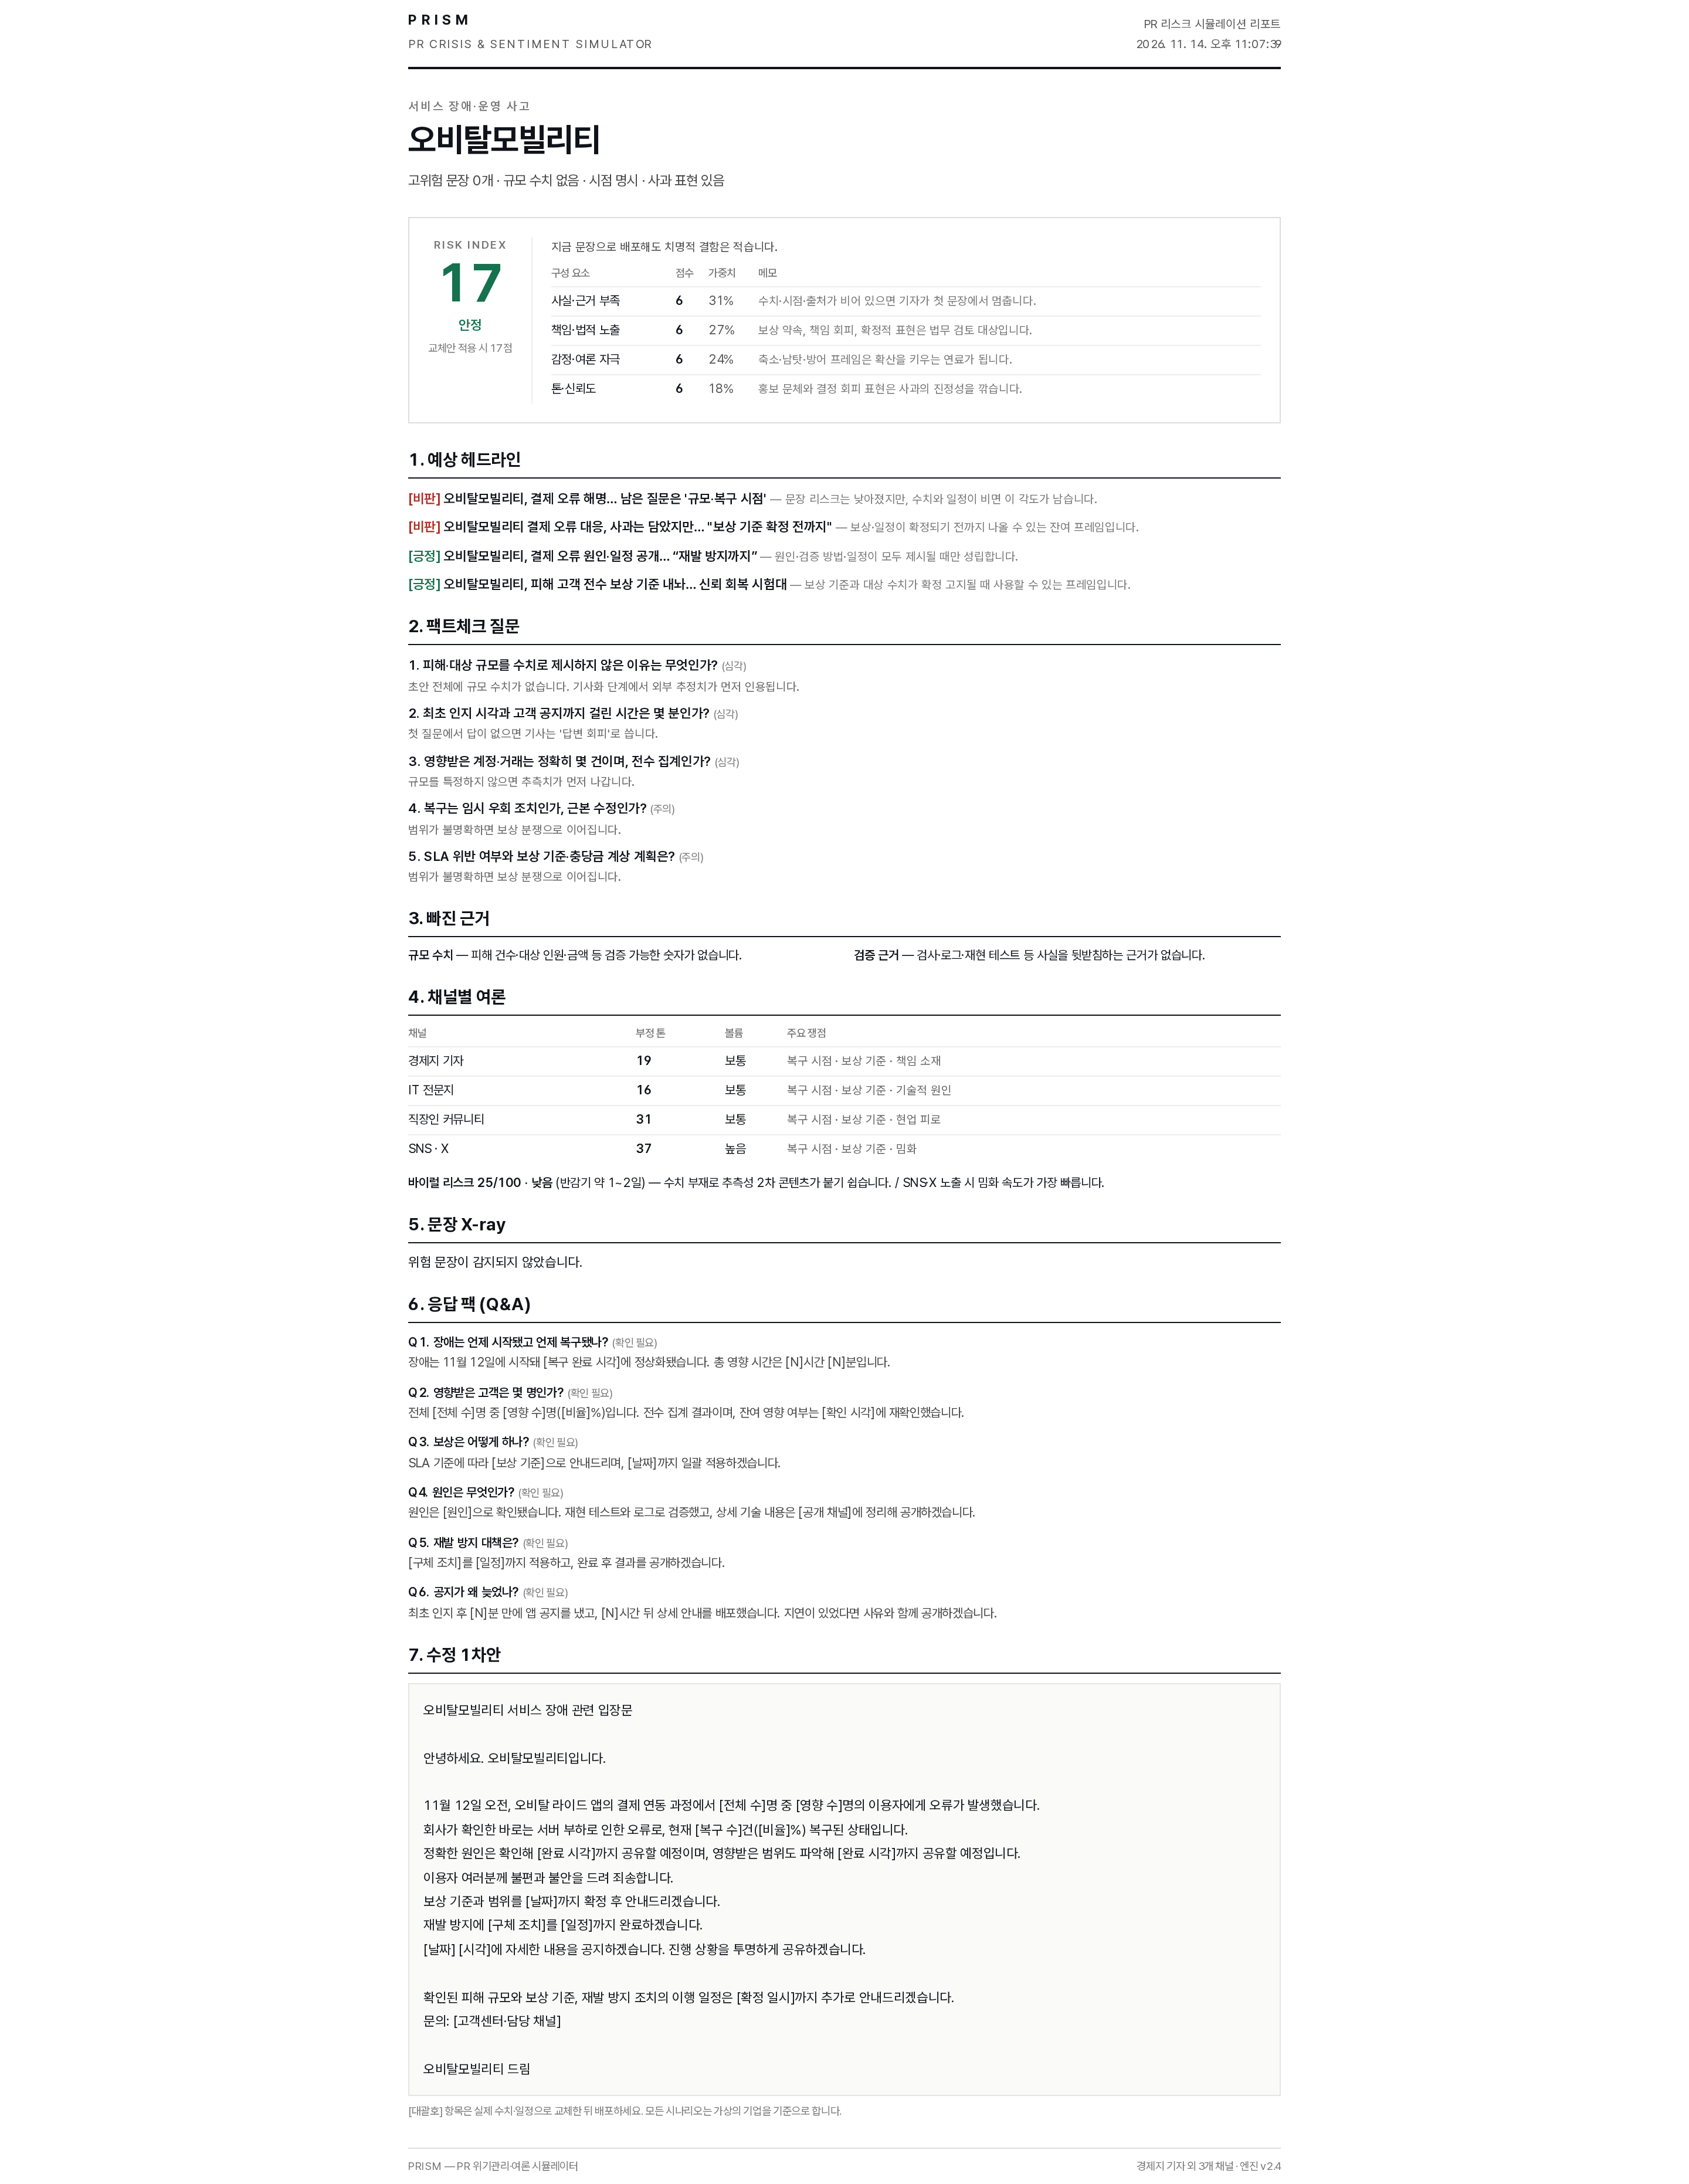 PRISM
PR 리스크 시뮬레이션 리포트
PR CRISIS & SENTIMENT SIMULATOR
2026. 11. 14. 오후 11:07:39
서비스 장애·운영 사고
오비탈모빌리티
고위험 문장 0개 · 규모 수치 없음 · 시점 명시 · 사과 표현 있음
RISK INDEX
17
안정
교체안 적용 시 17점
지금 문장으로 배포해도 치명적 결함은 적습니다.
구성 요소 점수 가중치 메모
사실·근거 부족 6 31% 수치·시점·출처가 비어 있으면 기자가 첫 문장에서 멈춥니다.
책임·법적 노출 6 27% 보상 약속, 책임 회피, 확정적 표현은 법무 검토 대상입니다.
감정·여론 자극 6 24% 축소·남탓·방어 프레임은 확산을 키우는 연료가 됩니다.
톤·신뢰도 6 18% 홍보 문체와 결정 회피 표현은 사과의 진정성을 깎습니다.
1. 예상 헤드라인
[비판] 오비탈모빌리티, 결제 오류 해명… 남은 질문은 '규모·복구 시점' — 문장 리스크는 낮아졌지만, 수치와 일정이 비면 이 각도가 남습니다.
[비판] 오비탈모빌리티 결제 오류 대응, 사과는 담았지만… "보상 기준 확정 전까지" — 보상·일정이 확정되기 전까지 나올 수 있는 잔여 프레임입니다.
[긍정] 오비탈모빌리티, 결제 오류 원인·일정 공개… “재발 방지까지” — 원인·검증 방법·일정이 모두 제시될 때만 성립합니다.
[긍정] 오비탈모빌리티, 피해 고객 전수 보상 기준 내놔… 신뢰 회복 시험대 — 보상 기준과 대상 수치가 확정 고지될 때 사용할 수 있는 프레임입니다.
2. 팩트체크 질문
1. 피해·대상 규모를 수치로 제시하지 않은 이유는 무엇인가? (심각)
초안 전체에 규모 수치가 없습니다. 기사화 단계에서 외부 추정치가 먼저 인용됩니다.
2. 최초 인지 시각과 고객 공지까지 걸린 시간은 몇 분인가? (심각)
첫 질문에서 답이 없으면 기사는 '답변 회피'로 씁니다.
3. 영향받은 계정·거래는 정확히 몇 건이며, 전수 집계인가? (심각)
규모를 특정하지 않으면 추측치가 먼저 나갑니다.
4. 복구는 임시 우회 조치인가, 근본 수정인가? (주의)
범위가 불명확하면 보상 분쟁으로 이어집니다.
5. SLA 위반 여부와 보상 기준·충당금 계상 계획은? (주의)
범위가 불명확하면 보상 분쟁으로 이어집니다.
3. 빠진 근거
규모 수치 — 피해 건수·대상 인원·금액 등 검증 가능한 숫자가 없습니다.
검증 근거 — 검사·로그·재현 테스트 등 사실을 뒷받침하는 근거가 없습니다.
4. 채널별 여론
채널 부정 톤 볼륨 주요 쟁점
경제지 기자 19 보통 복구 시점 · 보상 기준 · 책임 소재
IT 전문지 16 보통 복구 시점 · 보상 기준 · 기술적 원인
직장인 커뮤니티 31 보통 복구 시점 · 보상 기준 · 현업 피로
SNS · X 37 높음 복구 시점 · 보상 기준 · 밈화
바이럴 리스크 25/100 · 낮음 (반감기 약 1~2일) — 수치 부재로 추측성 2차 콘텐츠가 붙기 쉽습니다. / SNS·X 노출 시 밈화 속도가 가장 빠릅니다.
5. 문장 X-ray
위험 문장이 감지되지 않았습니다.
6. 응답 팩 (Q&A)
Q1. 장애는 언제 시작됐고 언제 복구됐나? (확인 필요)
장애는 11월 12일에 시작돼 [복구 완료 시각]에 정상화됐습니다. 총 영향 시간은 [N]시간 [N]분입니다.
Q2. 영향받은 고객은 몇 명인가? (확인 필요)
전체 [전체 수]명 중 [영향 수]명([비율]%)입니다. 전수 집계 결과이며, 잔여 영향 여부는 [확인 시각]에 재확인했습니다.
Q3. 보상은 어떻게 하나? (확인 필요)
SLA 기준에 따라 [보상 기준]으로 안내드리며, [날짜]까지 일괄 적용하겠습니다.
Q4. 원인은 무엇인가? (확인 필요)
원인은 [원인]으로 확인됐습니다. 재현 테스트와 로그로 검증했고, 상세 기술 내용은 [공개 채널]에 정리해 공개하겠습니다.
Q5. 재발 방지 대책은? (확인 필요)
[구체 조치]를 [일정]까지 적용하고, 완료 후 결과를 공개하겠습니다.
Q6. 공지가 왜 늦었나? (확인 필요)
최초 인지 후 [N]분 만에 앱 공지를 냈고, [N]시간 뒤 상세 안내를 배포했습니다. 지연이 있었다면 사유와 함께 공개하겠습니다.
7. 수정 1차안
오비탈모빌리티 서비스 장애 관련 입장문
안녕하세요. 오비탈모빌리티입니다.
11월 12일 오전, 오비탈 라이드 앱의 결제 연동 과정에서 [전체 수]명 중 [영향 수]명의 이용자에게 오류가 발생했습니다.
회사가 확인한 바로는 서버 부하로 인한 오류로, 현재 [복구 수]건([비율]%) 복구된 상태입니다.
정확한 원인은 확인해 [완료 시각]까지 공유할 예정이며, 영향받은 범위도 파악해 [완료 시각]까지 공유할 예정입니다.
이용자 여러분께 불편과 불안을 드려 죄송합니다.
보상 기준과 범위를 [날짜]까지 확정 후 안내드리겠습니다.
재발 방지에 [구체 조치]를 [일정]까지 완료하겠습니다.
[날짜] [시각]에 자세한 내용을 공지하겠습니다. 진행 상황을 투명하게 공유하겠습니다.
확인된 피해 규모와 보상 기준, 재발 방지 조치의 이행 일정은 [확정 일시]까지 추가로 안내드리겠습니다.
문의: [고객센터·담당 채널]
오비탈모빌리티 드림
[대괄호] 항목은 실제 수치·일정으로 교체한 뒤 배포하세요. 모든 시나리오는 가상의 기업을 기준으로 합니다.
PRISM — PR 위기관리·여론 시뮬레이터
경제지 기자 외 3개 채널 · 엔진 v2.4